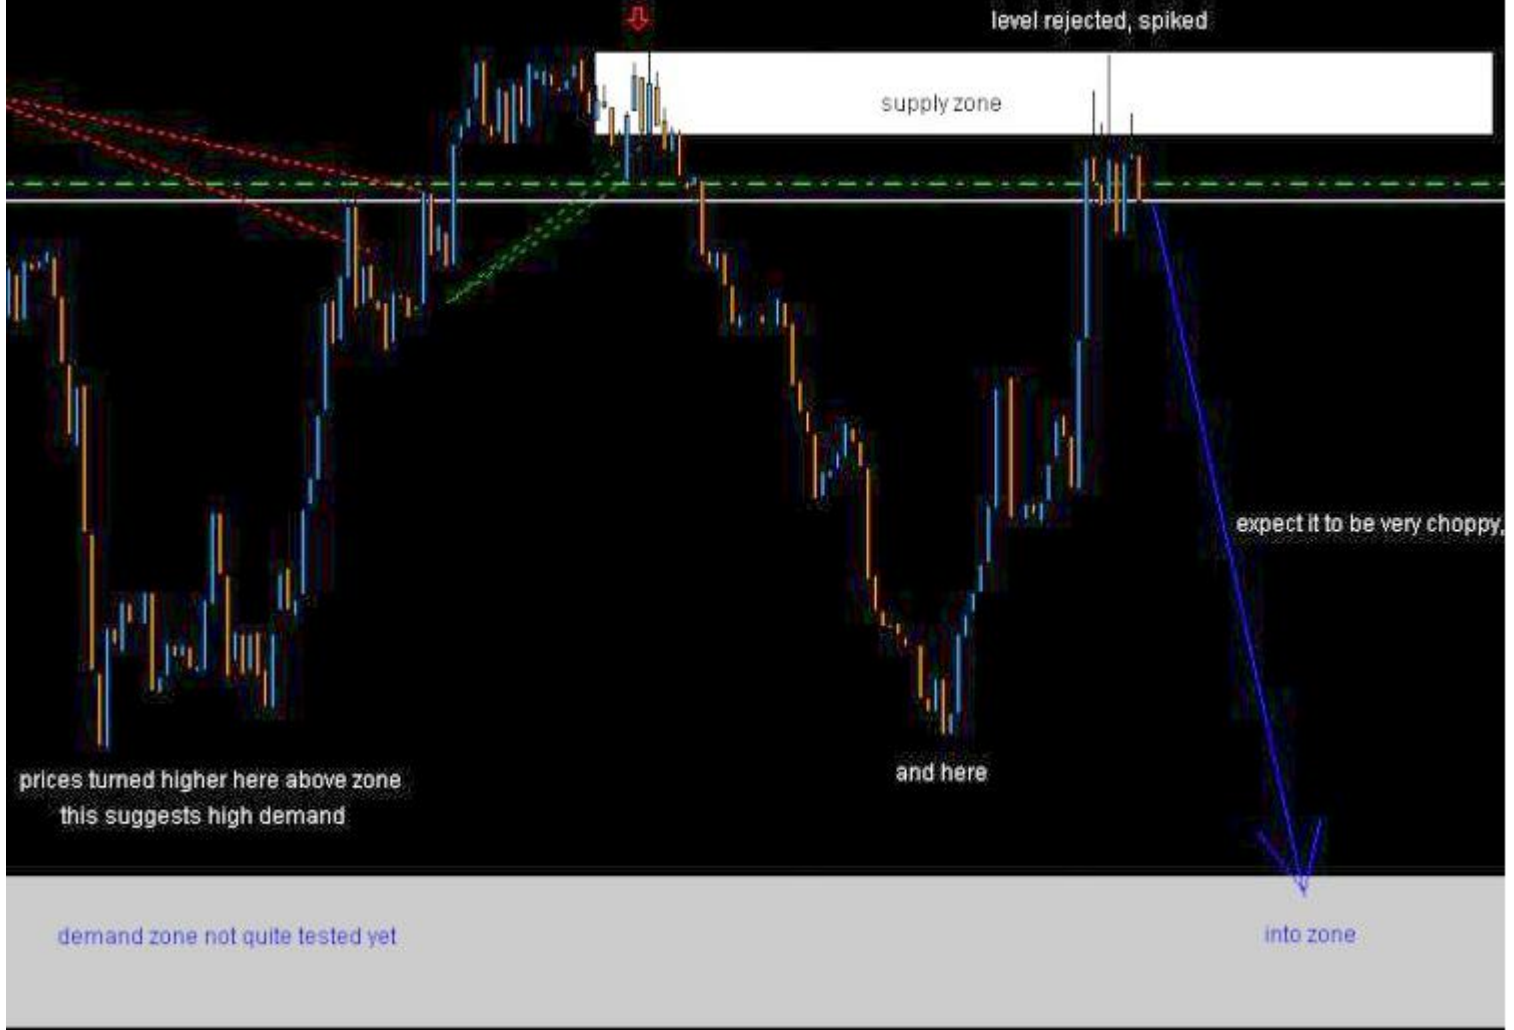 level rejected, spiked
supply zone
expect it to be very choppy,
and here
prices turned higher here above zone
this suggests high demand
demand zone not quite tested yet
into zone